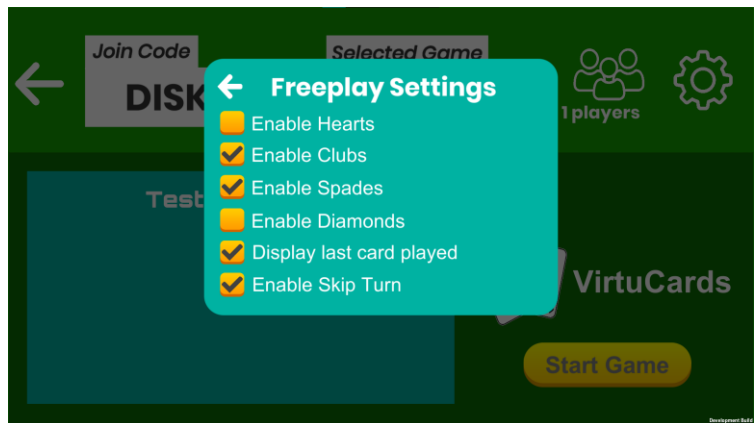 Join Code
Selected Game
DISK
Freeplay Settings
Enable Hearts
Enable Clubs
Enable Spades
Enable Diamonds
Display last card played
Enable Skip Turn
1 players
Test
VirtuCards
Start Game
Development Build